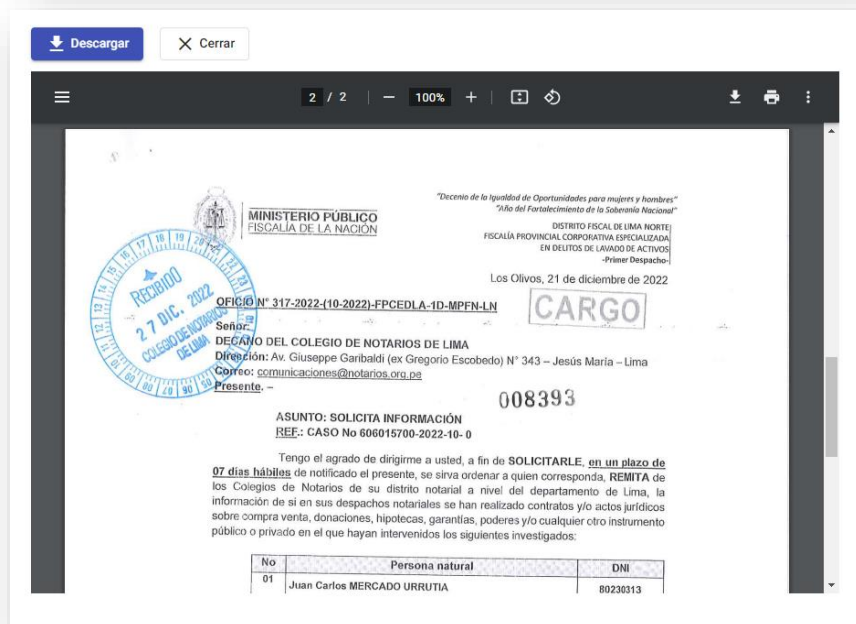 Descargar
Cerrar
2 / 2
100%
"Decenio de la Igualdad de Oportunidades para mujeres y hombres"
"Año del Fortalecimiento de la Soberanía Nacional"
MINISTERIO PÚBLICO
FISCALÍA DE LA NACIÓN
DISTRITO FISCAL DE LIMA NORTE
FISCALÍA PROVINCIAL CORPORATIVA ESPECIALIZADA
EN DELITOS DE LAVADO DE ACTIVOS
-Primer Despacho-
Los Olivos, 21 de diciembre de 2022
RECIBIDO
27 DIC. 2022
COLEGIO DE NOTARIOS
DE LIMA
OFICIO N° 317-2022-(10-2022)-FPCEDLA-1D-MPFN-LN
CARGO
Señor:
DECANO DEL COLEGIO DE NOTARIOS DE LIMA
Dirección: Av. Giuseppe Garibaldi (ex Gregorio Escobedo) N° 343 – Jesús María – Lima
Correo: comunicaciones@notarios.org.pe
Presente. –
008393
ASUNTO: SOLICITA INFORMACIÓN
REF.: CASO No 606015700-2022-10- 0
Tengo el agrado de dirigirme a usted, a fin de SOLICITARLE, en un plazo de
07 días hábiles de notificado el presente, se sirva ordenar a quien corresponda, REMITA de
los Colegios de Notarios de su distrito notarial a nivel del departamento de Lima, la
información de si en sus despachos notariales se han realizado contratos y/o actos jurídicos
sobre compra venta, donaciones, hipotecas, garantías, poderes y/o cualquier otro instrumento
público o privado en el que hayan intervenidos los siguientes investigados:
No Persona natural DNI
01 Juan Carlos MERCADO URRUTIA 80230313